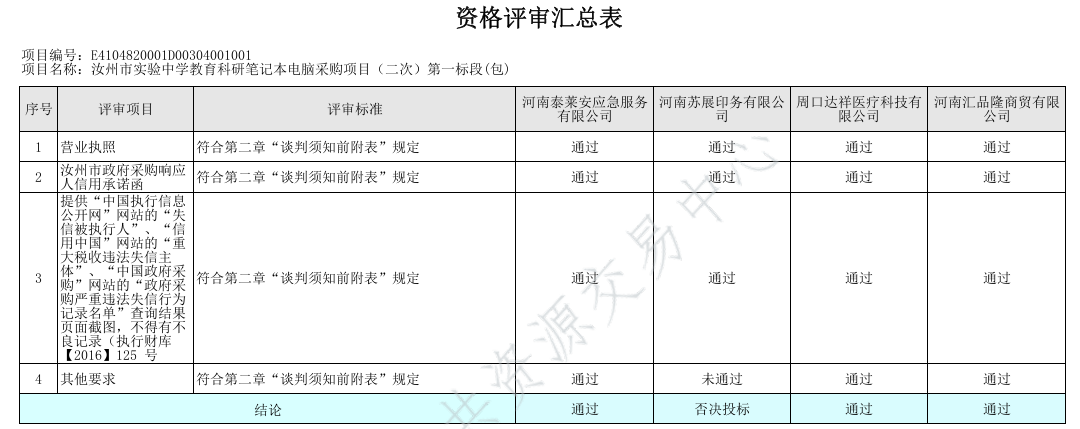 资格评审汇总表
项目编号: E4104820001D00304001001
项目名称: 汝州市实验中学教育科研笔记本电脑采购项目（二次）第一标段(包)
序号 评审项目 评审标准 河南泰莱安应急服务 河南苏展印务有限公 周口达祥医疗科技有 河南汇品隆商贸有限
有限公司 司 限公司 公司
1 营业执照 符合第二章“谈判须知前附表”规定 通过 通过 通过 通过
汝州市政府采购响应
2 人信用承诺函 符合第二章“谈判须知前附表”规定 通过 通过 通过 通过
提供“中国执行信息
公开网”网站的“失
信被执行人”、“信
用中国”网站的“重
大税收违法失信主
体”、“中国政府采
3 购”网站的“政府采 符合第二章“谈判须知前附表”规定 通过 通过 通过 通过
购严重违法失信行为
记录名单”查询结果
页面截图，不得有不
良记录（执行财库
【2016】125 号
4 其他要求 符合第二章“谈判须知前附表”规定 通过 未通过 通过 通过
结论 通过 否决投标 通过 通过
共资源交易中心